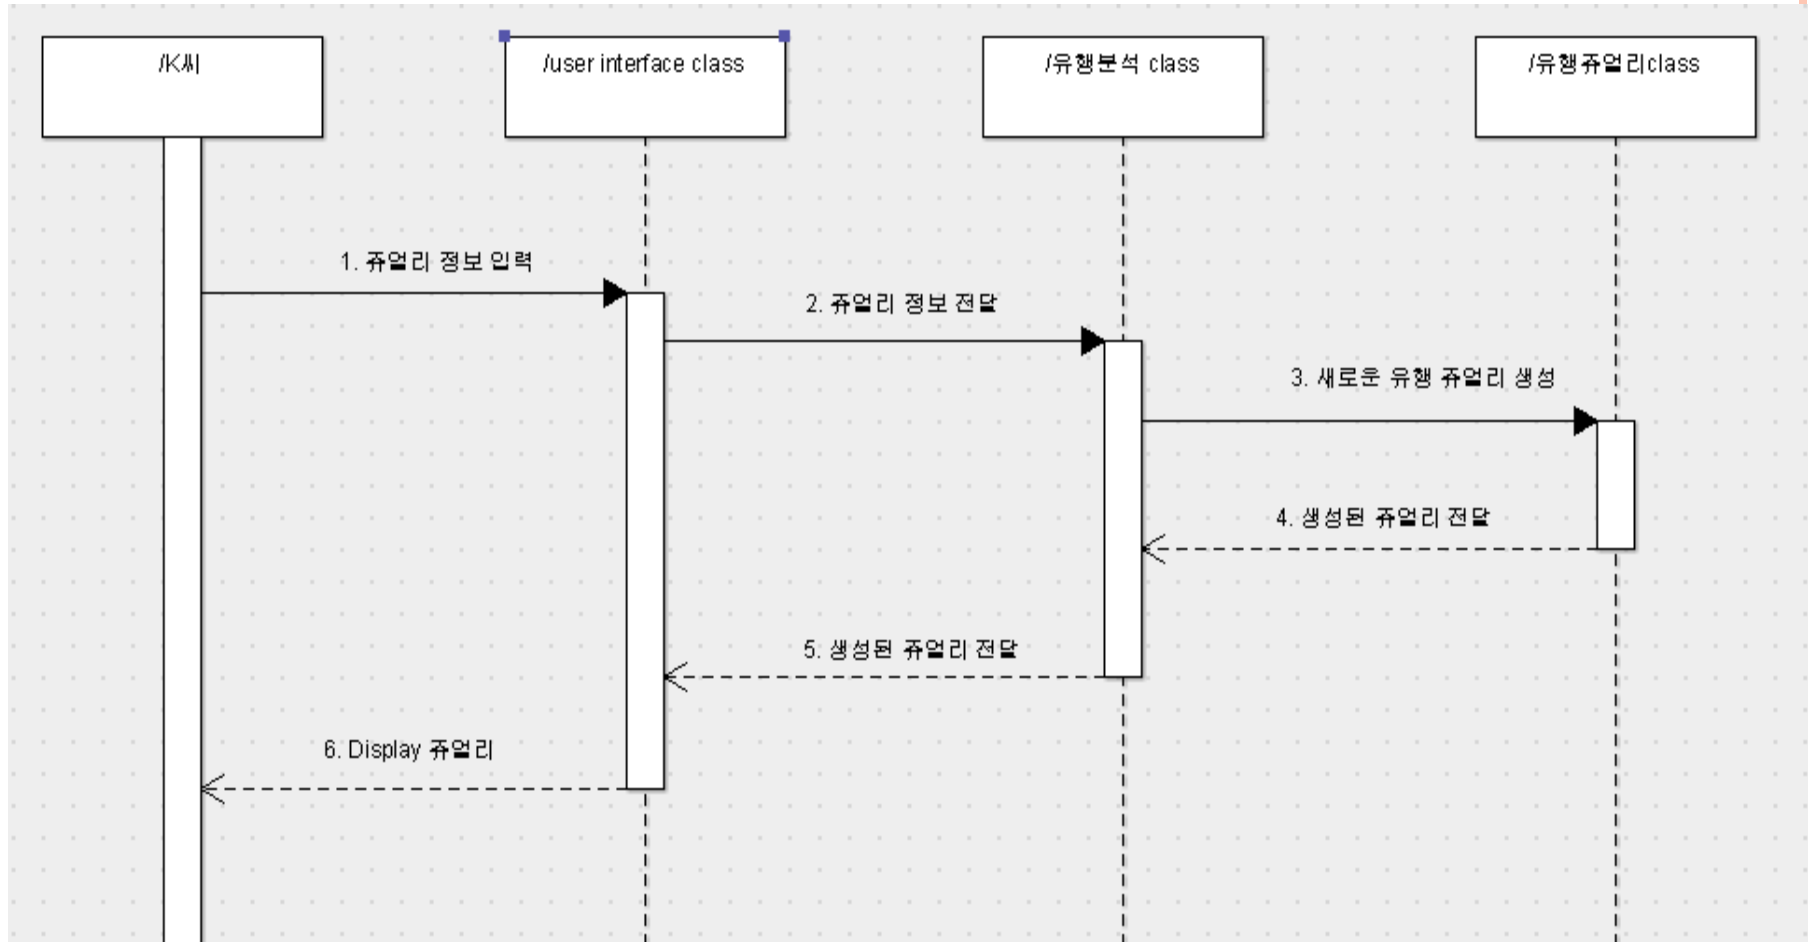 /K씨
/user interface class
/유행분석 class
/유행쥬얼리class
1. 쥬얼리 정보 입력
2. 쥬얼리 정보 전달
3. 새로운 유행 쥬얼리 생성
4. 생성된 쥬얼리 전달
5. 생성된 쥬얼리 전달
6. Display 쥬얼리